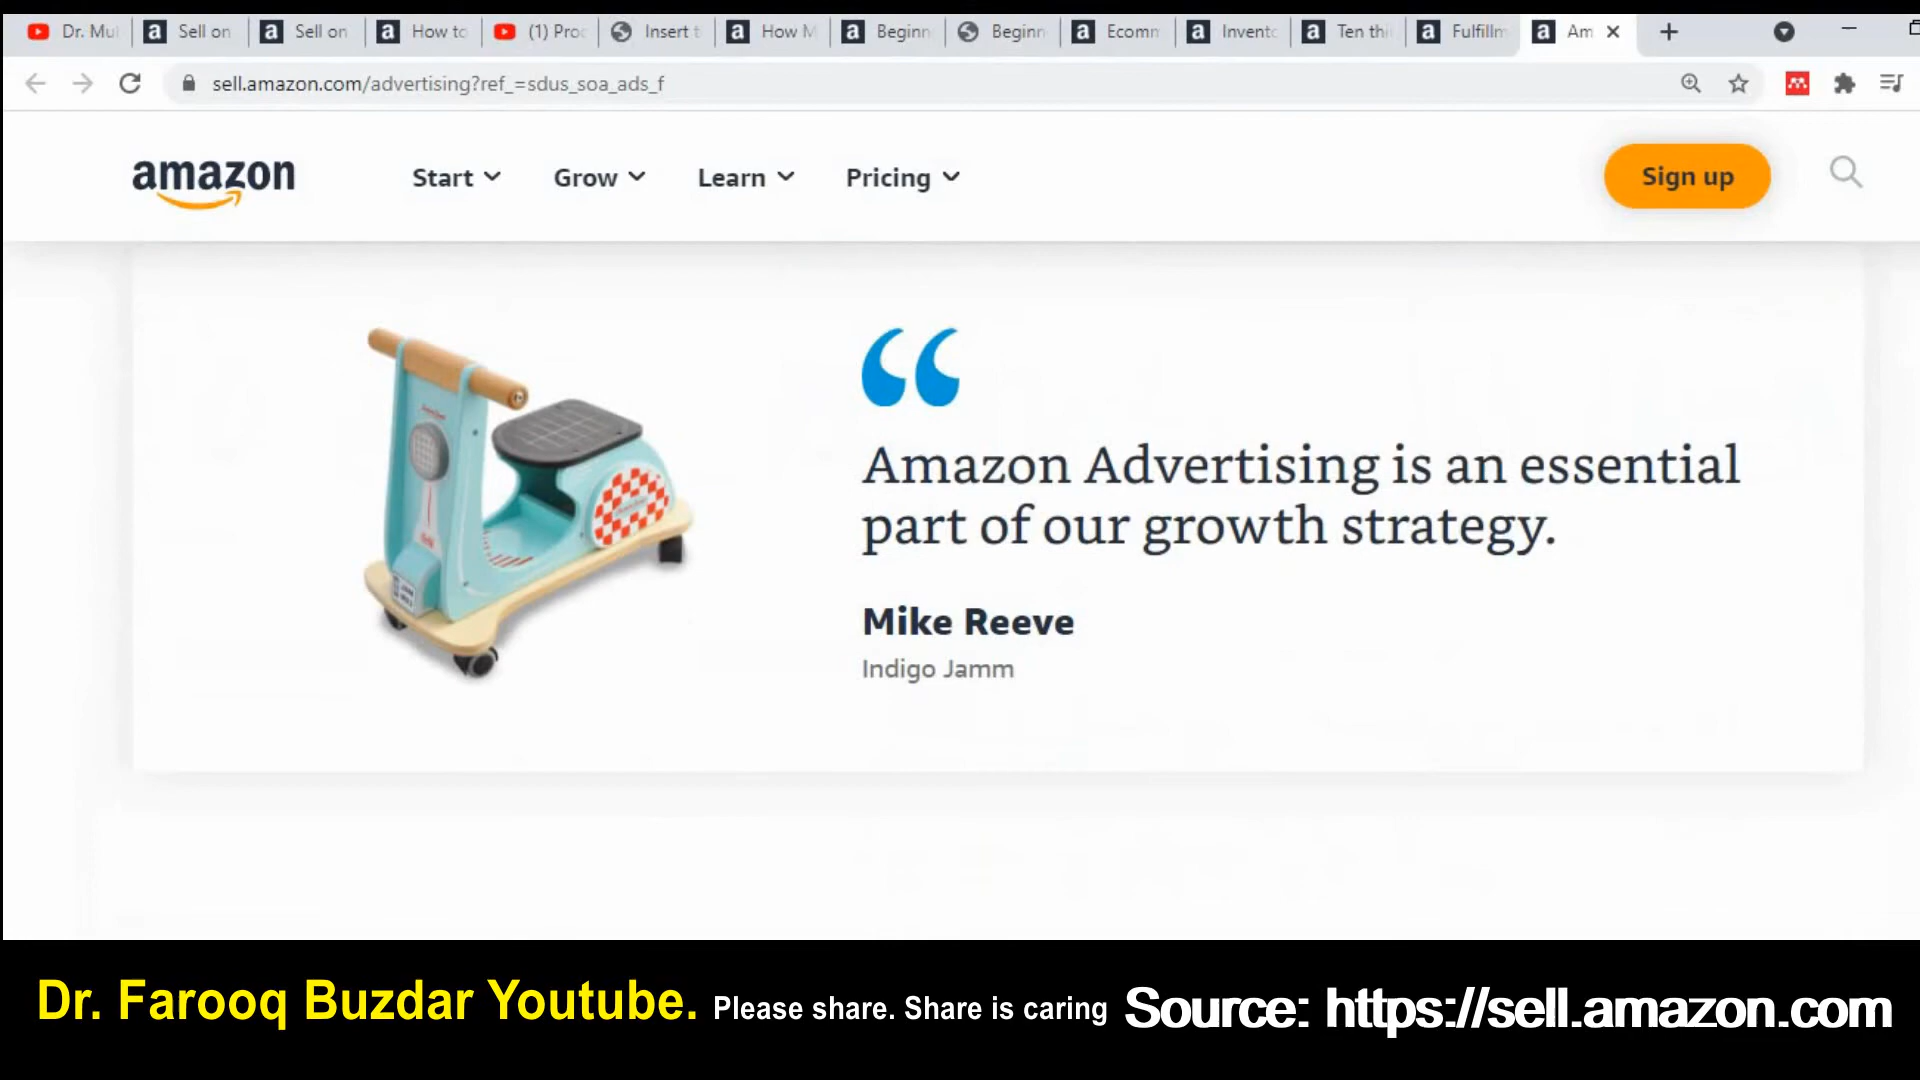 Dr. Mul
Sell on
Sell on
How to
(1) Proc
Insert t
How M
Beginn
Beginn
Ecomm
Invento
Ten thi
Fulfillm
Am
sell.amazon.com/advertising?ref_=sdus_soa_ads_f
amazon
Start
Grow
Learn
Pricing
Sign up
“
Amazon Advertising is an essential
part of our growth strategy.
Mike Reeve
Indigo Jamm
Dr. Farooq Buzdar Youtube. Please share. Share is caring Source: https://sell.amazon.com